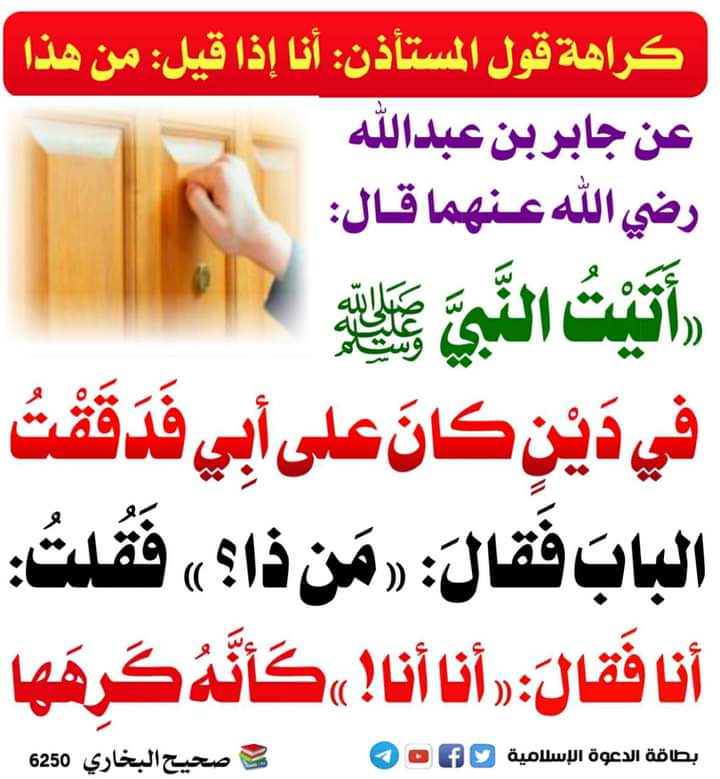 كراهة قول المستأذن: أنا إذا قيل: من هذا
عن جابر بن عبدالله
رضي الله عنهما قال:
((أَتَيْتُ النَّبيَّ ﷺ
في دَيْنٍ كانَ على أبِي فَدَقَقْتُ
البابَ فَقالَ: (( مَن ذا؟ )) فَقُلتُ:
أنا فَقالَ: (( أنا أنا! )) كَأنَّهُ كَرِهَها
بطاقة الدعوة الإسلامية صحيح البخاري 6250